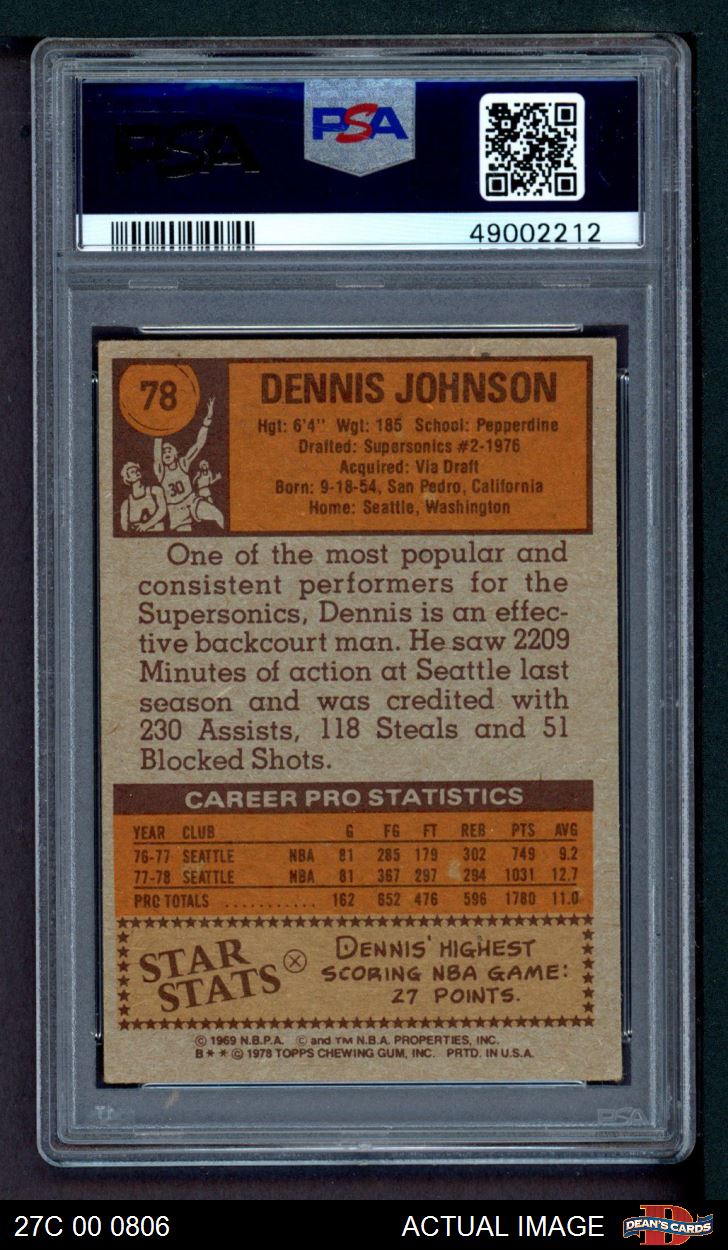 PSA
PSA
49002212
78
DENNIS JOHNSON
Hgt: 6'4" Wgt: 185 School: Pepperdine
Drafted: Supersonics #2-1976
Acquired: Via Draft
Born: 9-18-54, San Pedro, California
Home: Seattle, Washington
30
One of the most popular and
consistent performers for the
Supersonics, Dennis is an effec-
tive backcourt man. He saw 2209
Minutes of action at Seattle last
season and was credited with
230 Assists, 118 Steals and 51
Blocked Shots.
CAREER PRO STATISTICS
YEAR CLUB G FG FT REB PTS AVG
76-77 SEATTLE NBA 81 285 179 302 749 9.2
77-78 SEATTLE NBA 81 367 297 294 1031 12.7
PRO TOTALS ........... 162 652 476 596 1780 11.0
STAR STATS
DENNIS' HIGHEST
SCORING NBA GAME:
27 POINTS.
© 1969 N.B.P.A. © and TM N.B.A. PROPERTIES, INC.
B * * © 1978 TOPPS CHEWING GUM, INC. PRTD. IN U.S.A.
PSA
27C 00 0806
ACTUAL IMAGE
DEAN'S CARDS